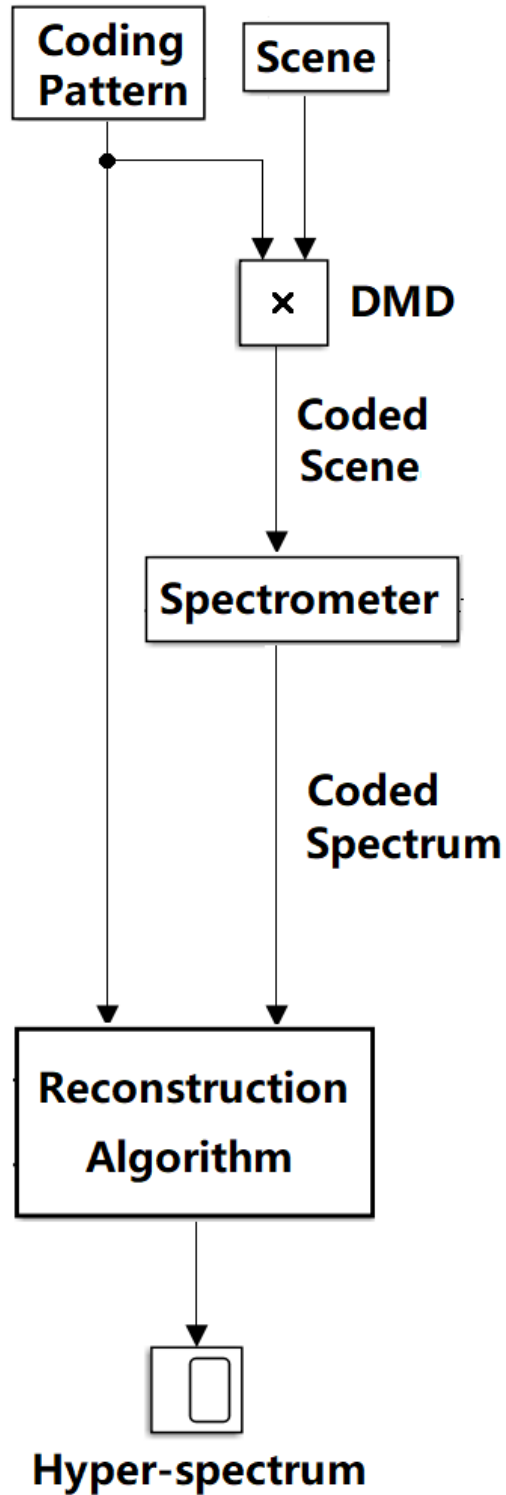 Coding
Pattern
Scene
×
DMD
Coded
Scene
Spectrometer
Coded
Spectrum
Reconstruction
Algorithm
Hyper-spectrum